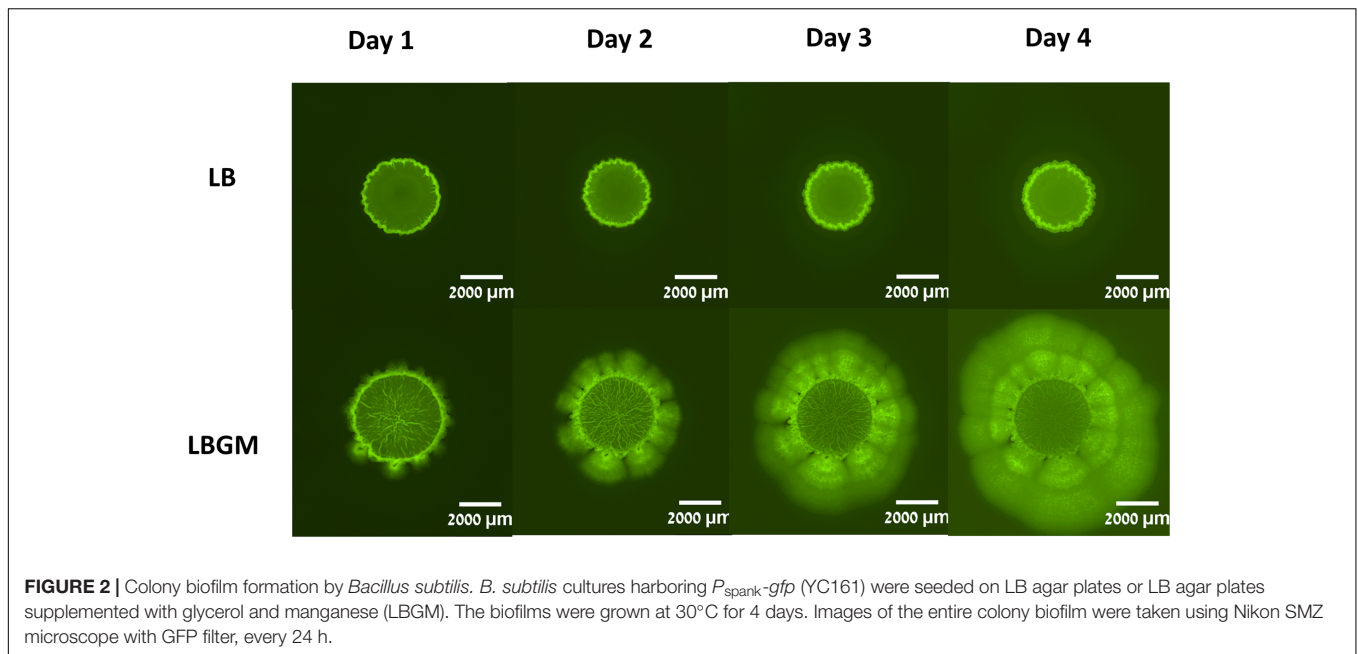 Day 1 Day 2 Day 3 Day 4
LB
2000 µm 2000 µm 2000 µm 2000 µm
LBGM
2000 µm 2000 µm 2000 µm 2000 µm
FIGURE 2 | Colony biofilm formation by Bacillus subtilis. B. subtilis cultures harboring Pspank-gfp (YC161) were seeded on LB agar plates or LB agar plates
supplemented with glycerol and manganese (LBGM). The biofilms were grown at 30°C for 4 days. Images of the entire colony biofilm were taken using Nikon SMZ
microscope with GFP filter, every 24 h.